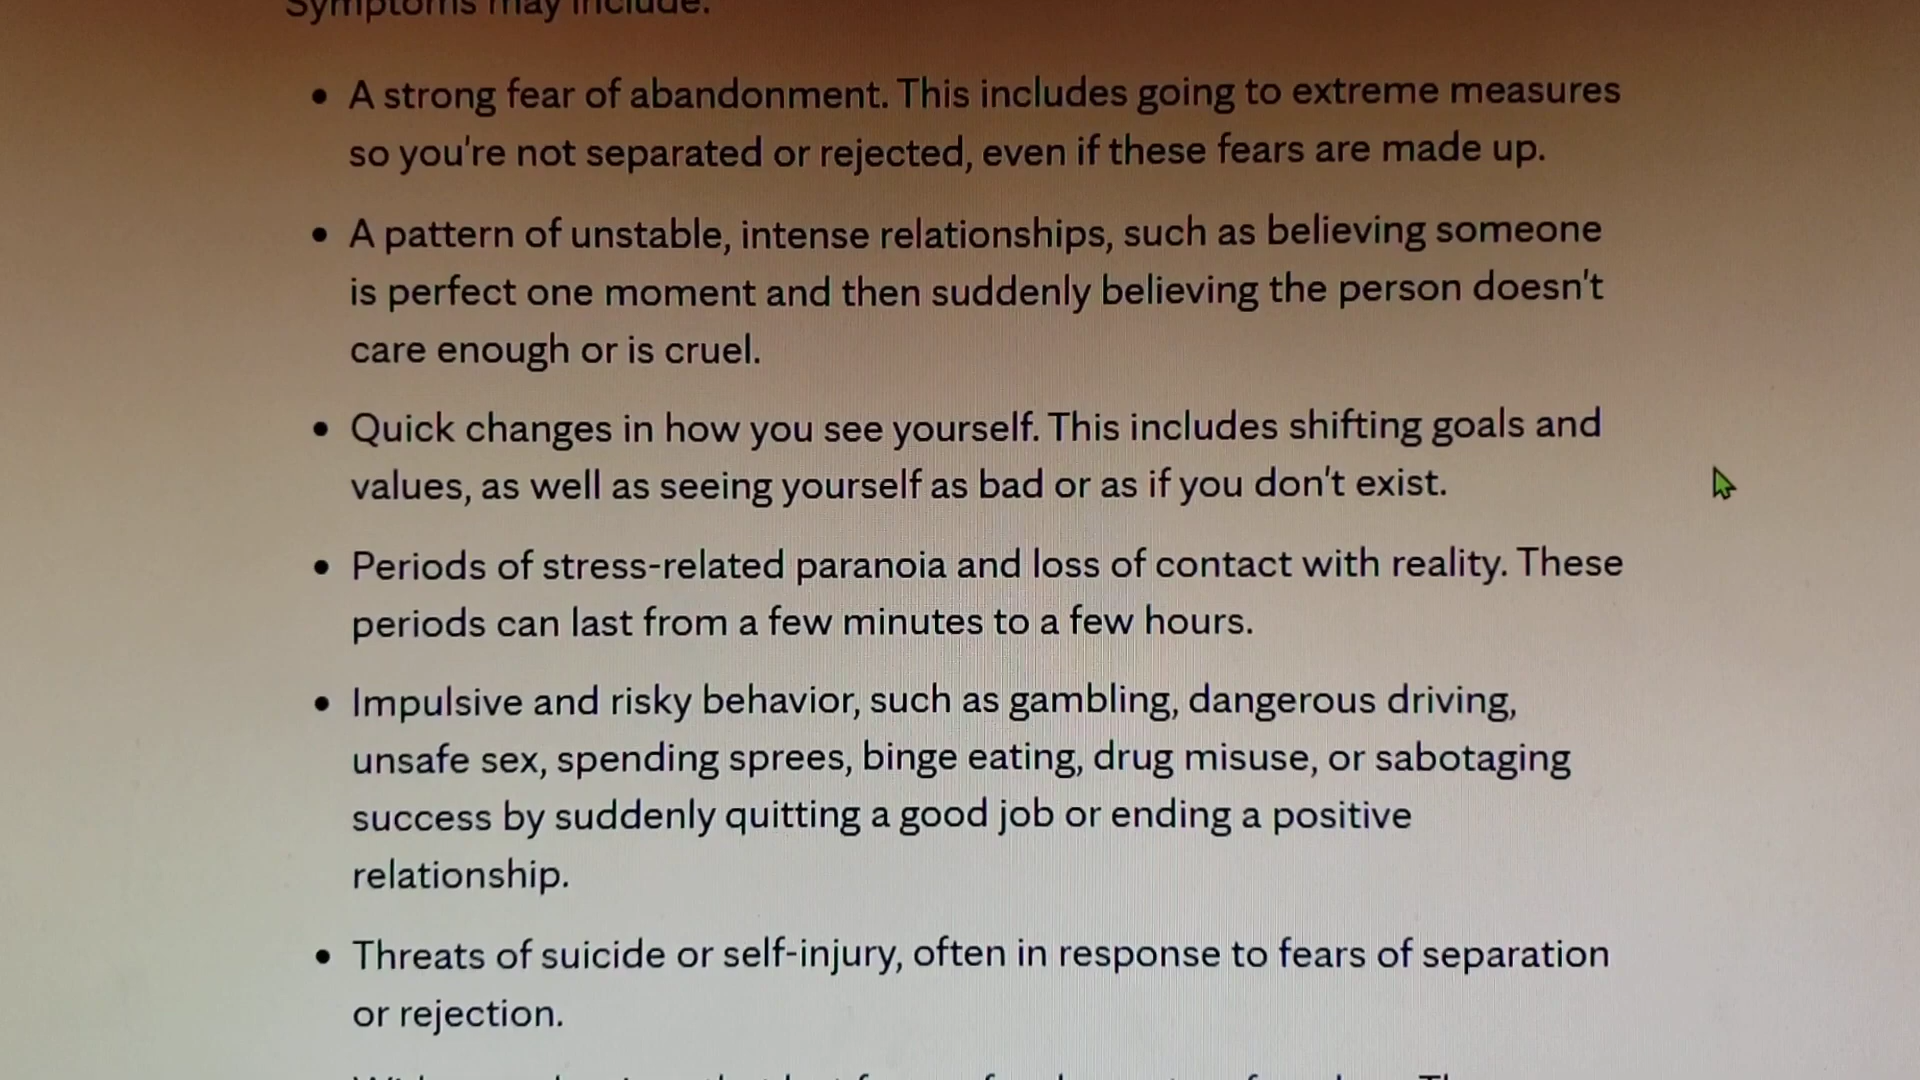 Symptoms may include:
• A strong fear of abandonment. This includes going to extreme measures
so you're not separated or rejected, even if these fears are made up.
• A pattern of unstable, intense relationships, such as believing someone
is perfect one moment and then suddenly believing the person doesn't
care enough or is cruel.
• Quick changes in how you see yourself. This includes shifting goals and
values, as well as seeing yourself as bad or as if you don't exist.
• Periods of stress-related paranoia and loss of contact with reality. These
periods can last from a few minutes to a few hours.
• Impulsive and risky behavior, such as gambling, dangerous driving,
unsafe sex, spending sprees, binge eating, drug misuse, or sabotaging
success by suddenly quitting a good job or ending a positive
relationship.
• Threats of suicide or self-injury, often in response to fears of separation
or rejection.